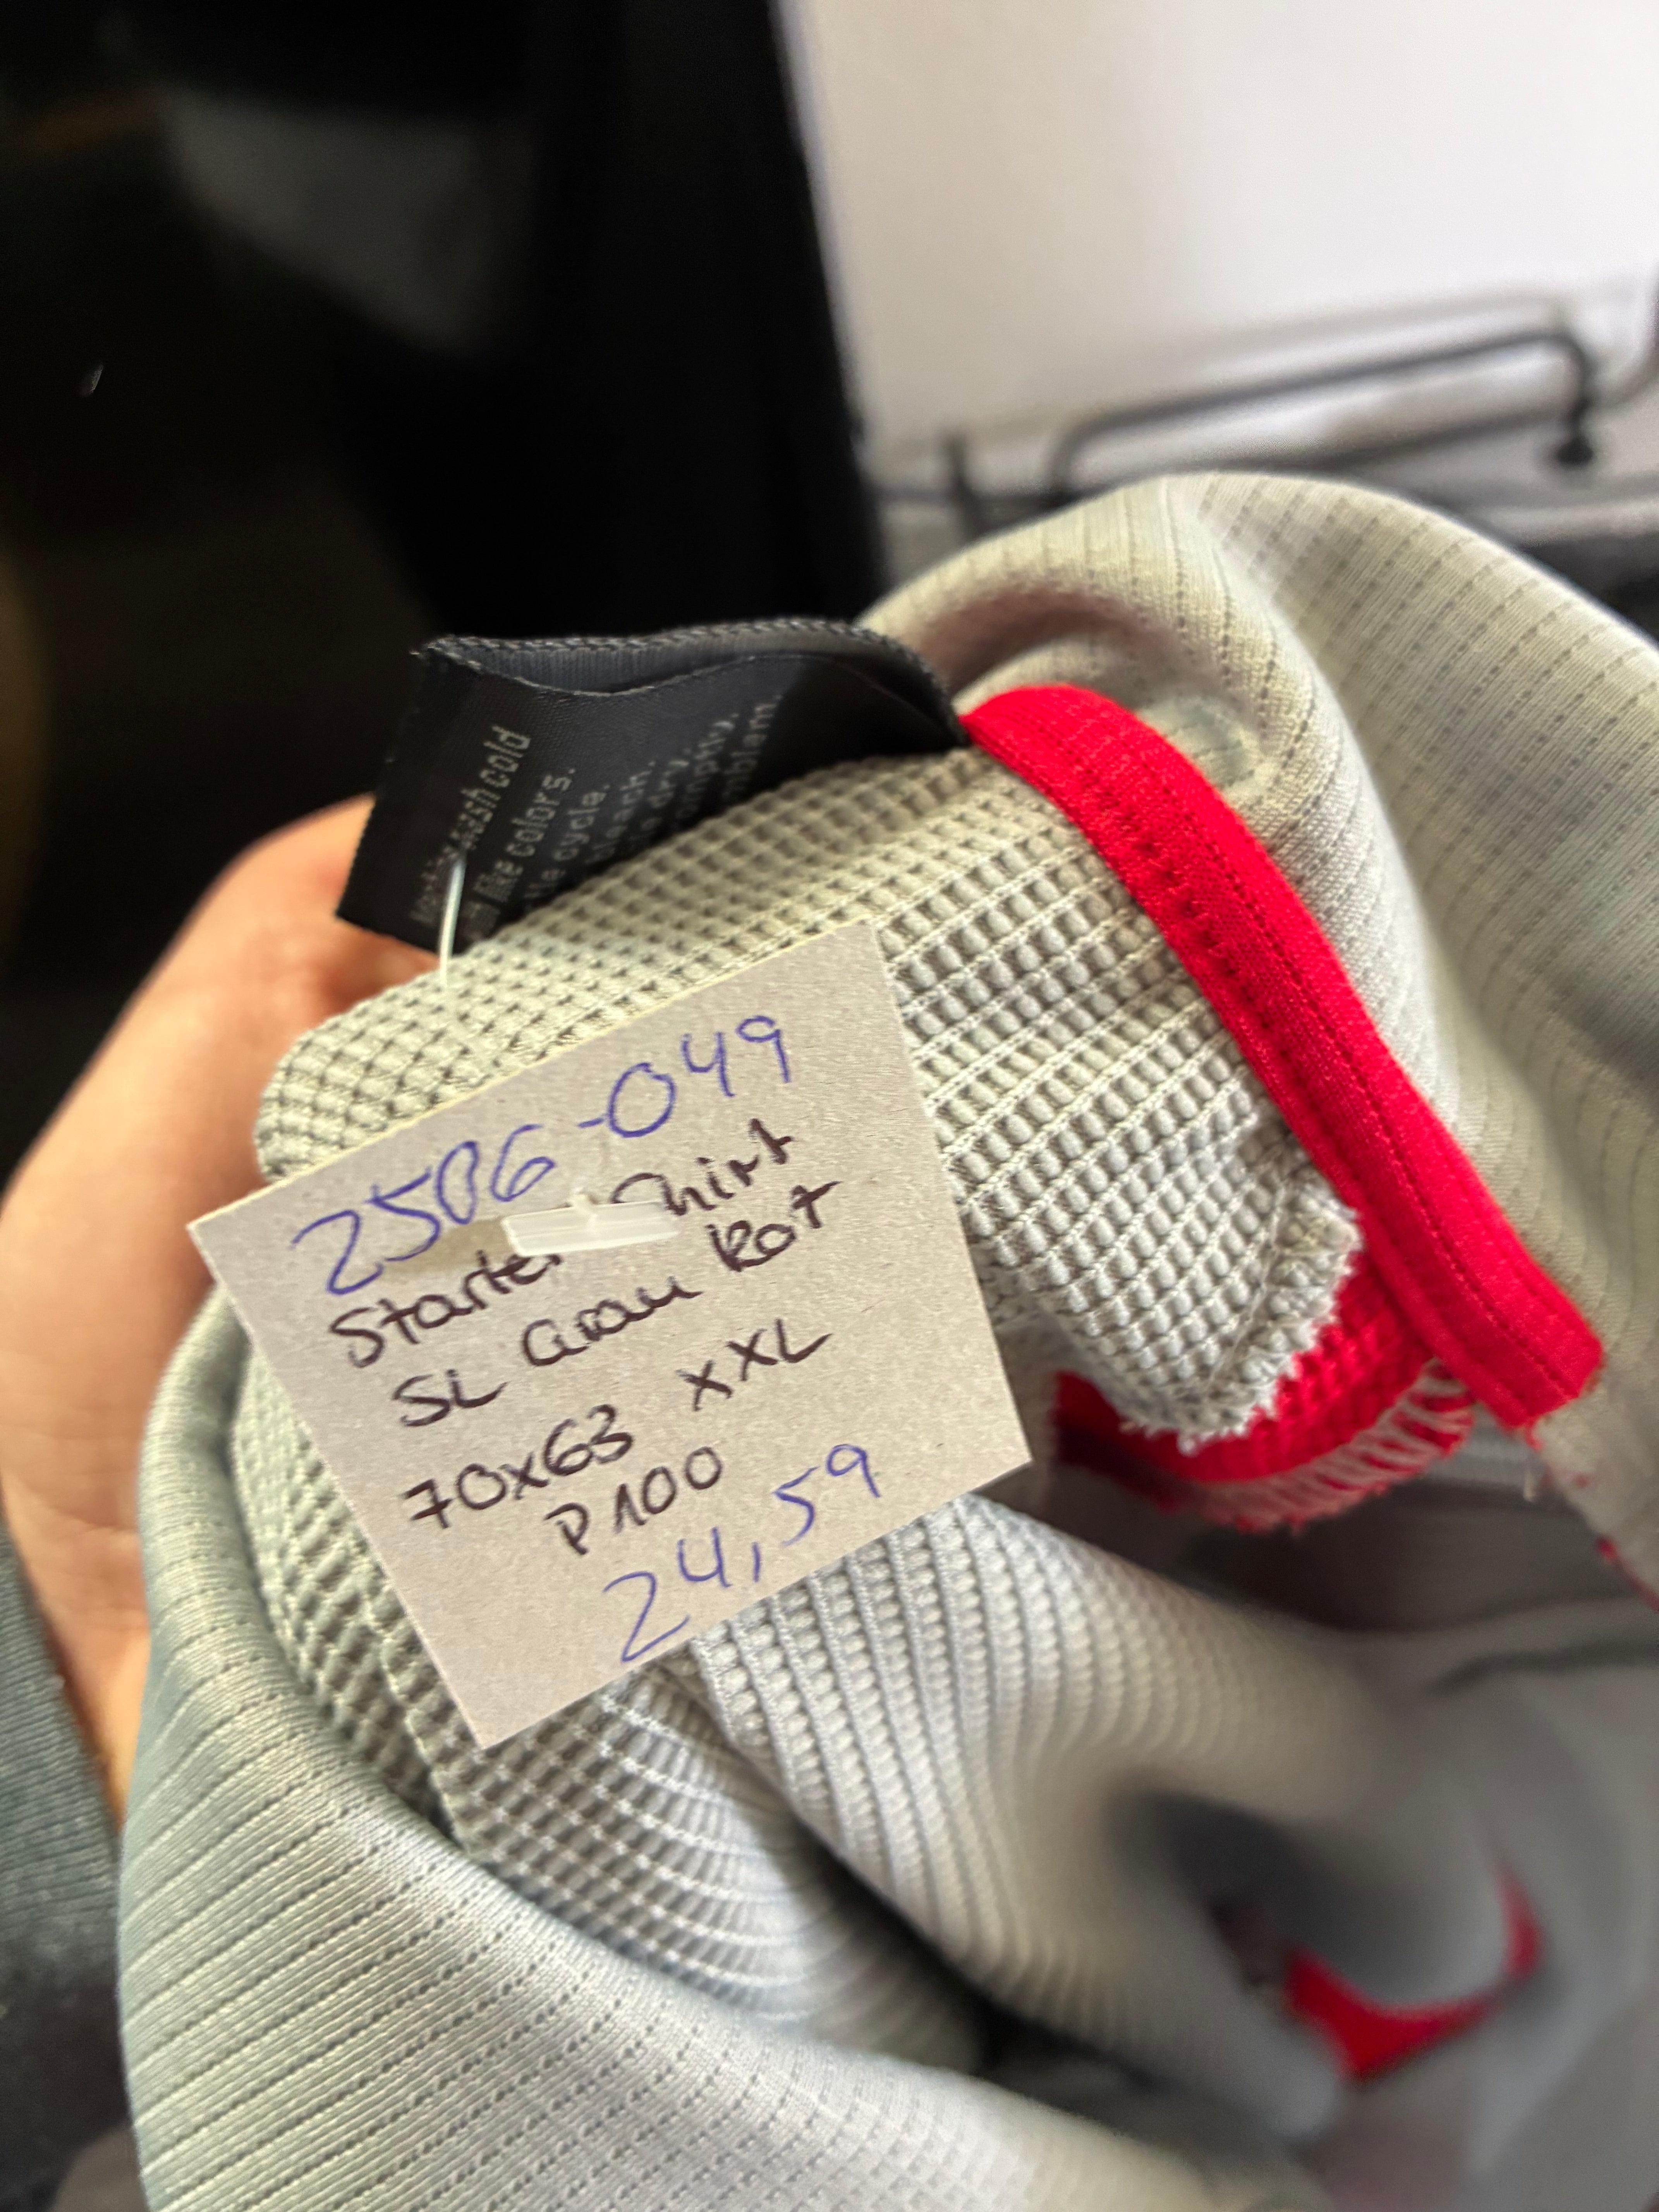 wash cold
like colors.
cycle.
2506-049
Starter Shirt
SL Grau Rot
70x63 XXL
P100
24,59